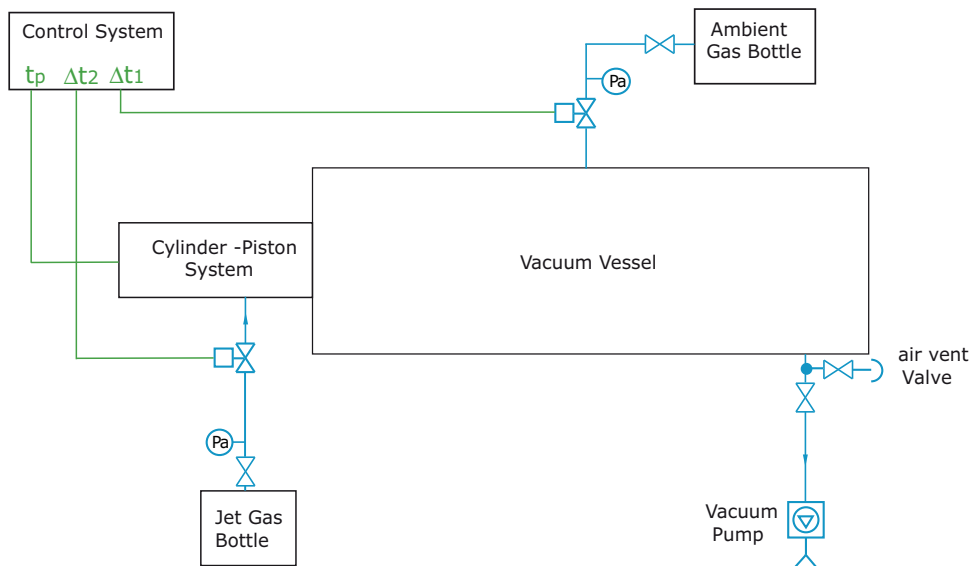 Control System
tp Δt2 Δt1
Ambient
Gas Bottle
Pa
Cylinder -Piston
System
Vacuum Vessel
air vent
Valve
Pa
Jet Gas
Bottle
Vacuum
Pump